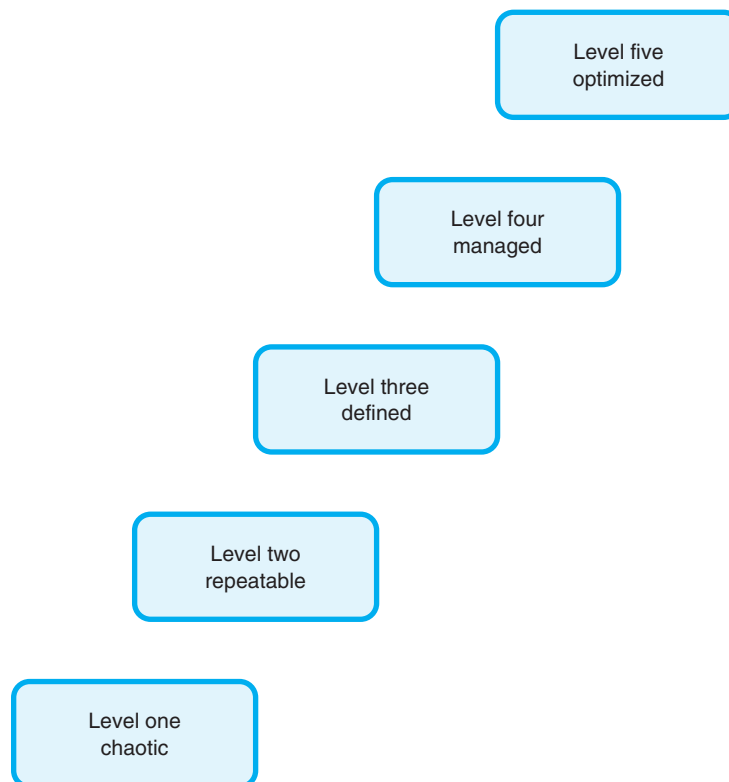 Level five
optimized
Level four
managed
Level three
defined
Level two
repeatable
Level one
chaotic